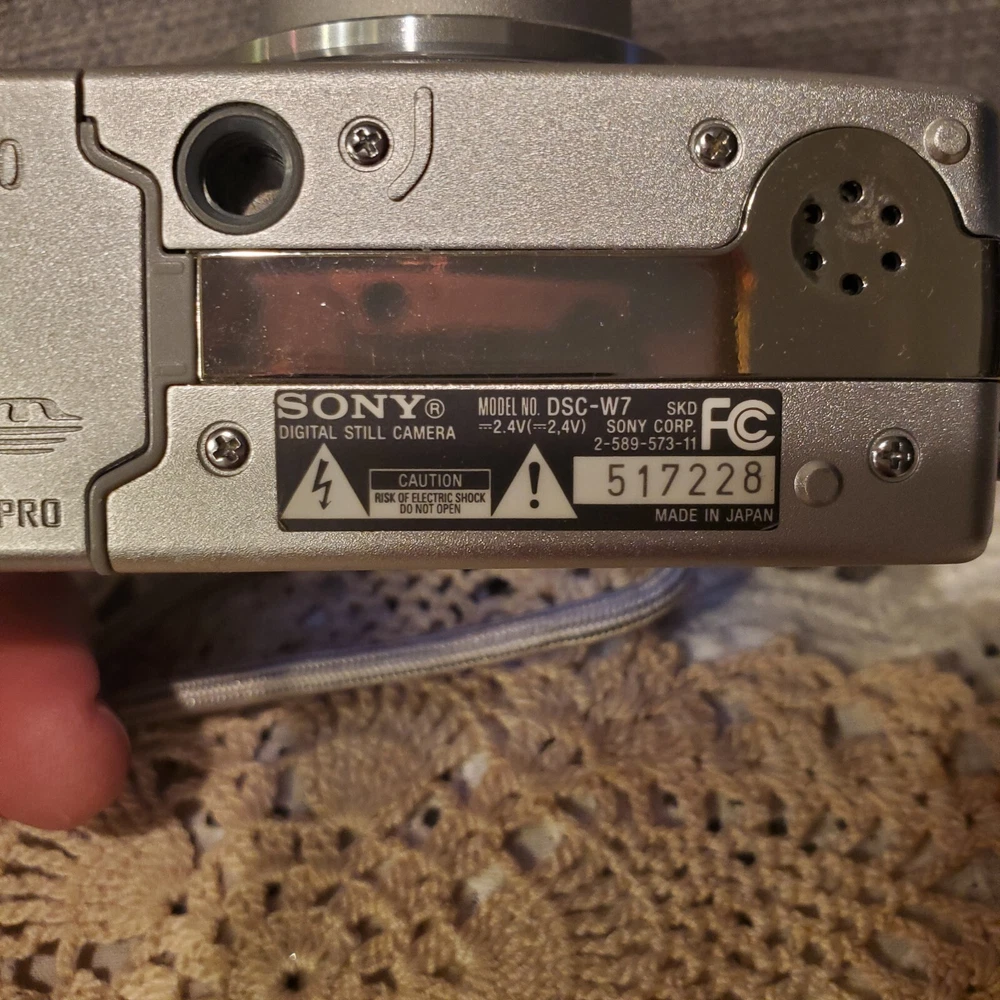 SONY®
DIGITAL STILL CAMERA
MODEL NO. DSC-W7 SKD
⎓2.4V(⎓2,4V) SONY CORP.
2-589-573-11
FC
CAUTION
RISK OF ELECTRIC SHOCK
DO NOT OPEN
517228
MADE IN JAPAN
PRO